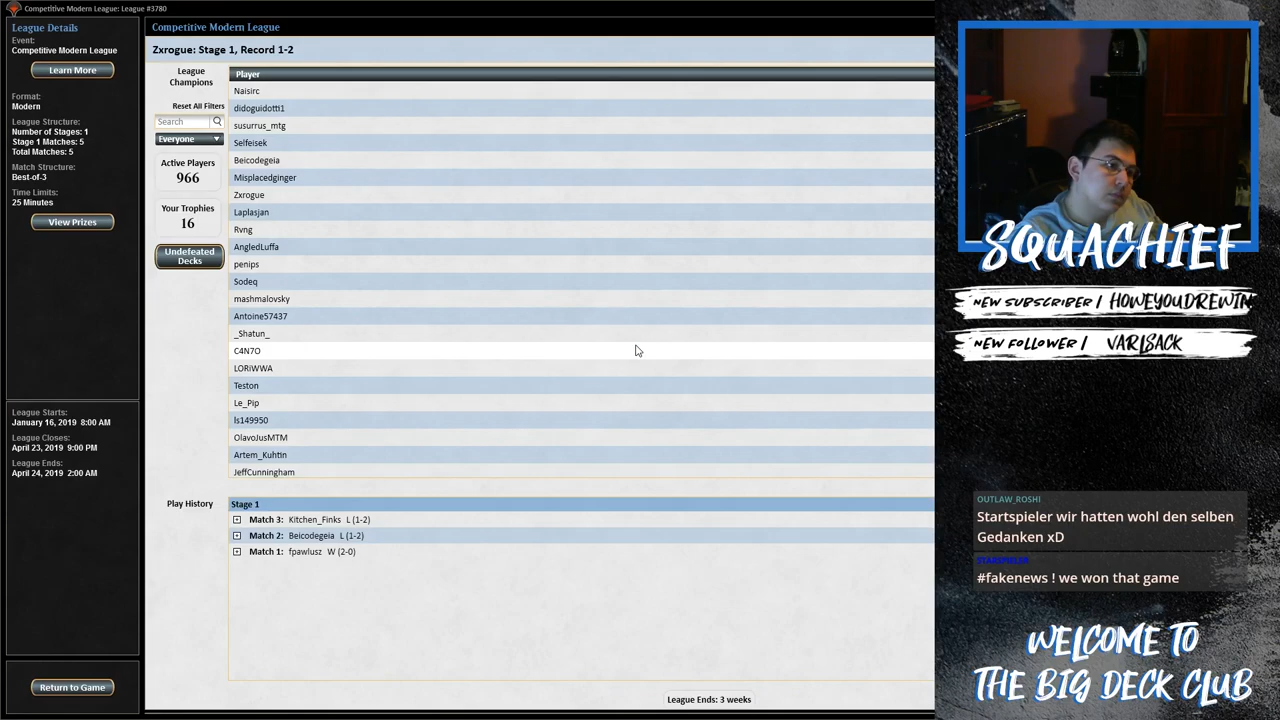 Competitive Modern League: League #3780
League Details
Event:
Competitive Modern League
Learn More
Format:
Modern
League Structure:
Number of Stages: 1
Stage 1 Matches: 5
Total Matches: 5
Match Structure:
Best-of-3
Time Limits:
25 Minutes
View Prizes
League Starts:
January 16, 2019 8:00 AM
League Closes:
April 23, 2019 9:00 PM
League Ends:
April 24, 2019 2:00 AM
Return to Game
Competitive Modern League
Zxrogue: Stage 1, Record 1-2
League
Champions
Reset All Filters
Search
Everyone
Active Players
966
Your Trophies
16
Undefeated
Decks
Player
Naisirc
didoguidotti1
susurrus_mtg
Selfeisek
Beicodegeia
Misplacedginger
Zxrogue
Laplasjan
Rvng
AngledLuffa
penips
Sodeq
mashmalovsky
Antoine57437
_Shatun_
C4N7O
LORiWWA
Teston
Le_Pip
ls149950
OlavoJusMTM
Artem_Kuhtin
JeffCunningham
Play History
Stage 1
Match 3: Kitchen_Finks L (1-2)
Match 2: Beicodegeia L (1-2)
Match 1: fpawlusz W (2-0)
League Ends: 3 weeks
SQUACHIEF
NEW SUBSCRIBER / HOWEYOUDREWIN
NEW FOLLOWER / VARLSACK
OUTLAW_ROSHI
Startspieler wir hatten wohl den selben
Gedanken xD
STARSPIELER
#fakenews ! we won that game
WELCOME TO
THE BIG DECK CLUB